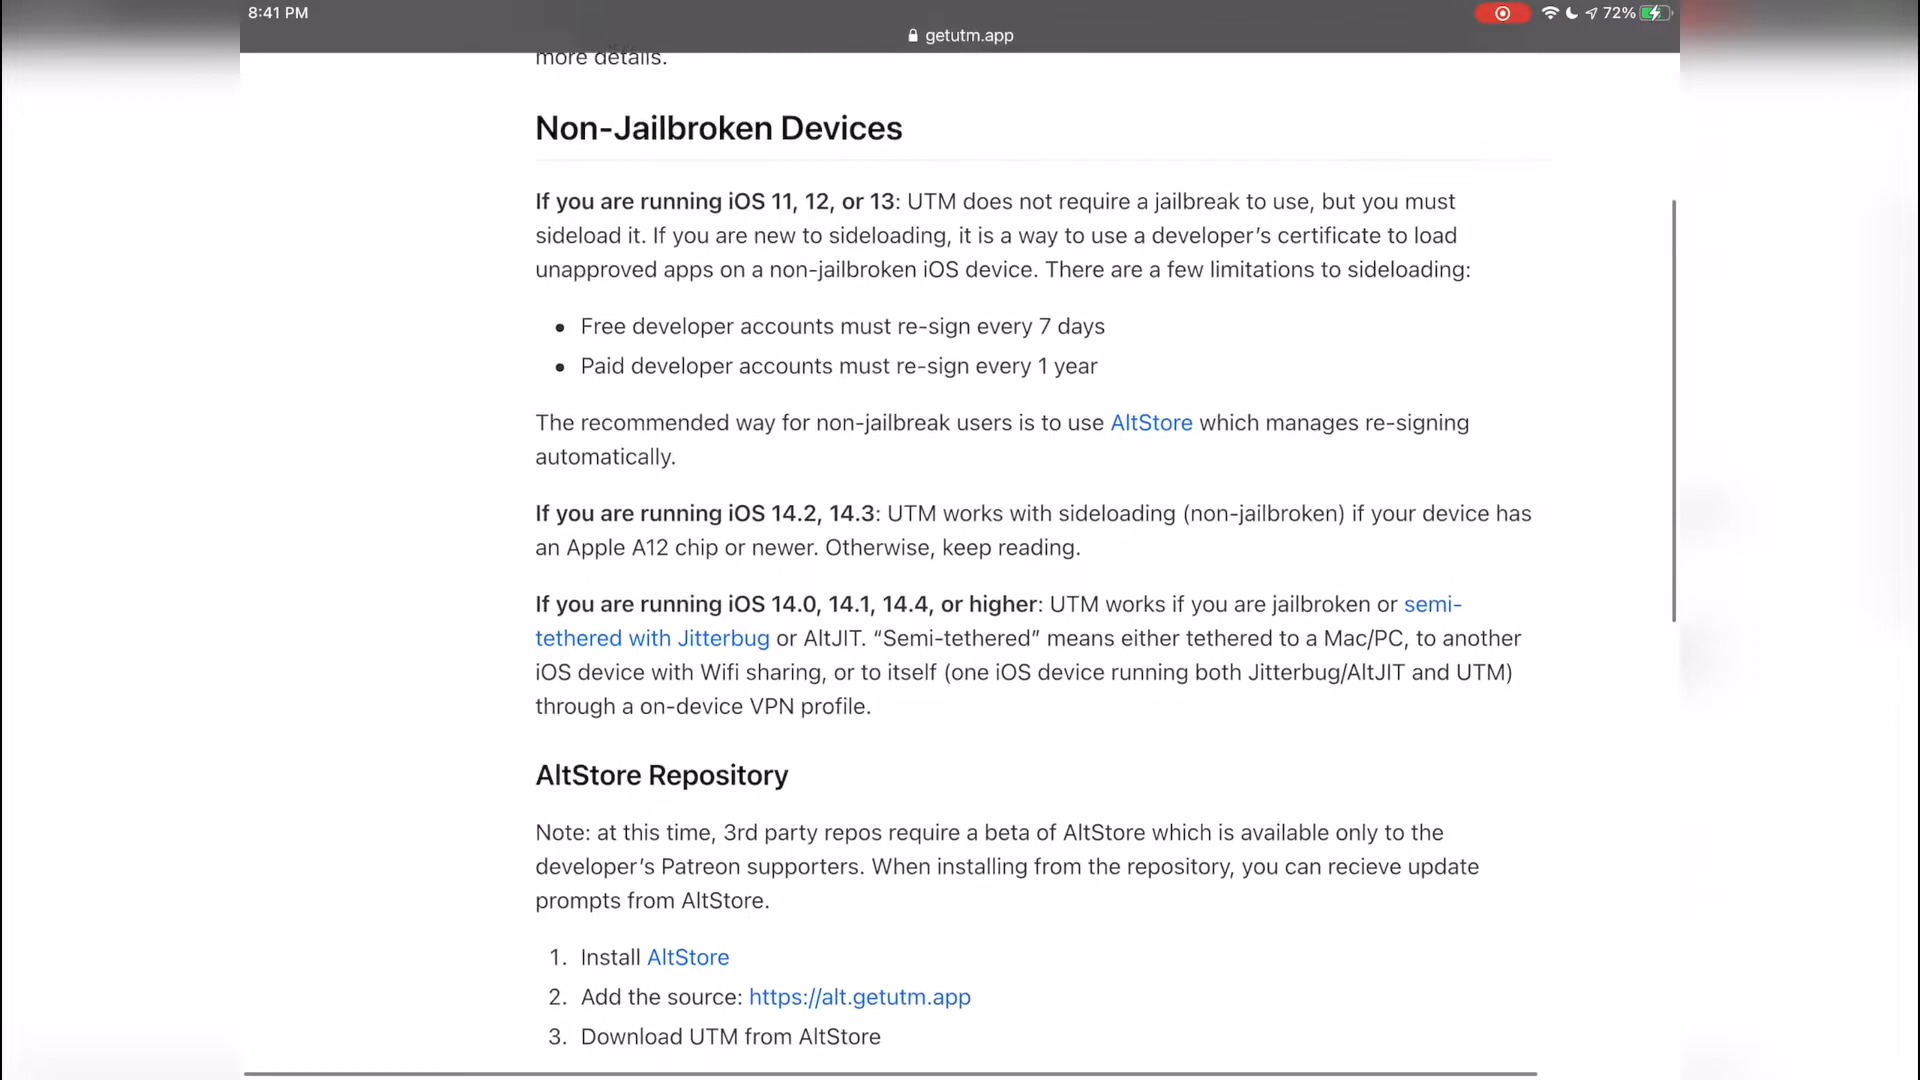 8:41 PM
72%
getutm.app
more details.
Non-Jailbroken Devices
If you are running iOS 11, 12, or 13: UTM does not require a jailbreak to use, but you must
sideload it. If you are new to sideloading, it is a way to use a developer’s certificate to load
unapproved apps on a non-jailbroken iOS device. There are a few limitations to sideloading:
• Free developer accounts must re-sign every 7 days
• Paid developer accounts must re-sign every 1 year
The recommended way for non-jailbreak users is to use AltStore which manages re-signing
automatically.
If you are running iOS 14.2, 14.3: UTM works with sideloading (non-jailbroken) if your device has
an Apple A12 chip or newer. Otherwise, keep reading.
If you are running iOS 14.0, 14.1, 14.4, or higher: UTM works if you are jailbroken or semi-
tethered with Jitterbug or AltJIT. “Semi-tethered” means either tethered to a Mac/PC, to another
iOS device with Wifi sharing, or to itself (one iOS device running both Jitterbug/AltJIT and UTM)
through a on-device VPN profile.
AltStore Repository
Note: at this time, 3rd party repos require a beta of AltStore which is available only to the
developer’s Patreon supporters. When installing from the repository, you can recieve update
prompts from AltStore.
1. Install AltStore
2. Add the source: https://alt.getutm.app
3. Download UTM from AltStore